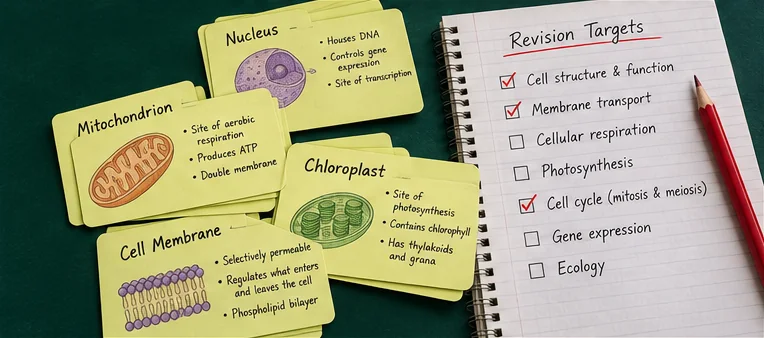 Nucleus
• Houses DNA
• Controls gene
expression
• Site of transcription
Mitochondrion
• Site of aerobic
respiration
• Produces ATP
• Double membrane
Chloroplast
• Site of
photosynthesis
• Contains chlorophyll
• Has thylakoids
and grana
Cell Membrane
• Selectively permeable
• Regulates what enters
and leaves the cell
• Phospholipid bilayer
Revision Targets
Cell structure & function
Membrane transport
Cellular respiration
Photosynthesis
Cell cycle (mitosis & meiosis)
Gene expression
Ecology